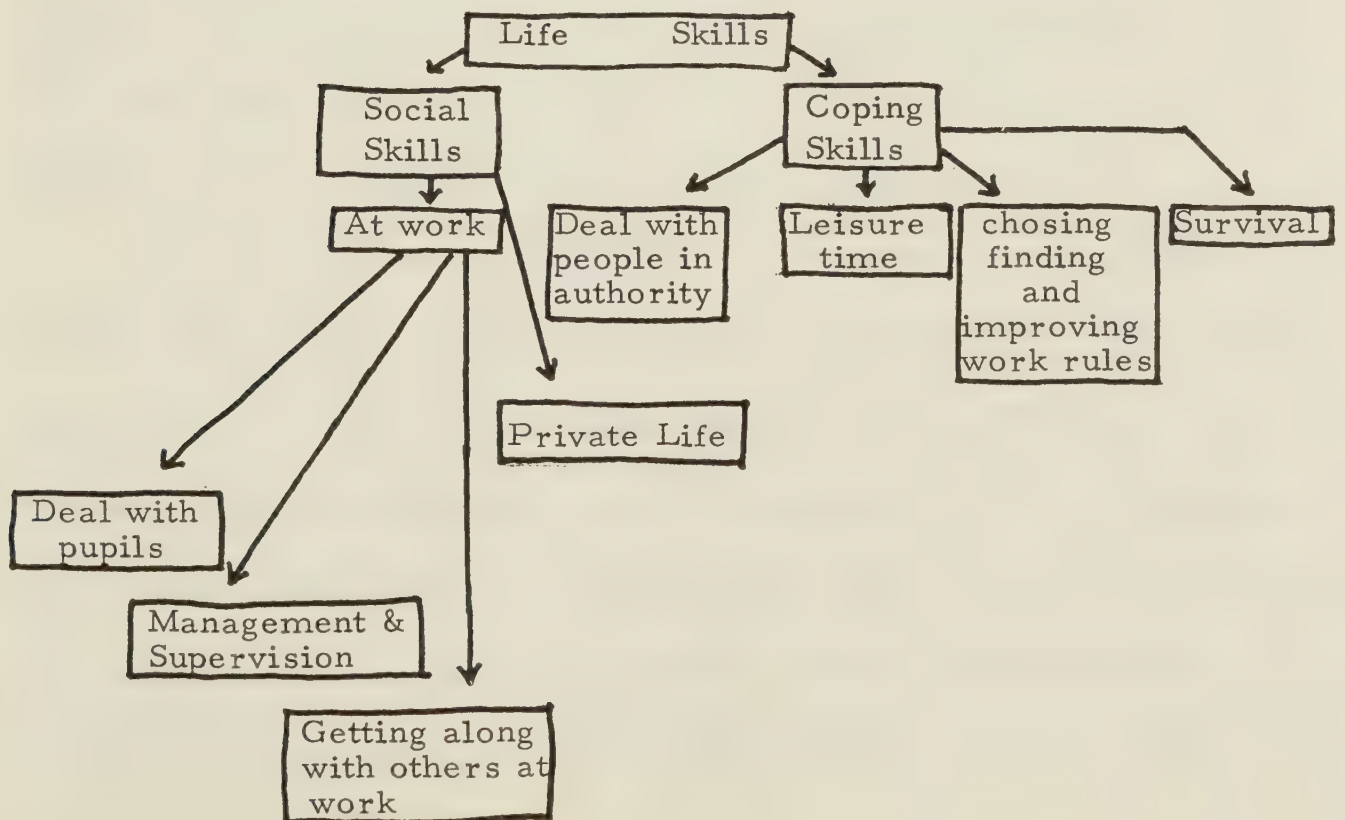 Life Skills
Social
Skills
Coping
Skills
At work
Deal with
people in
authority
Leisure
time
chosing
finding
and
improving
work rules
Survival
Private Life
Deal with
pupils
Management &
Supervision
Getting along
with others at
work